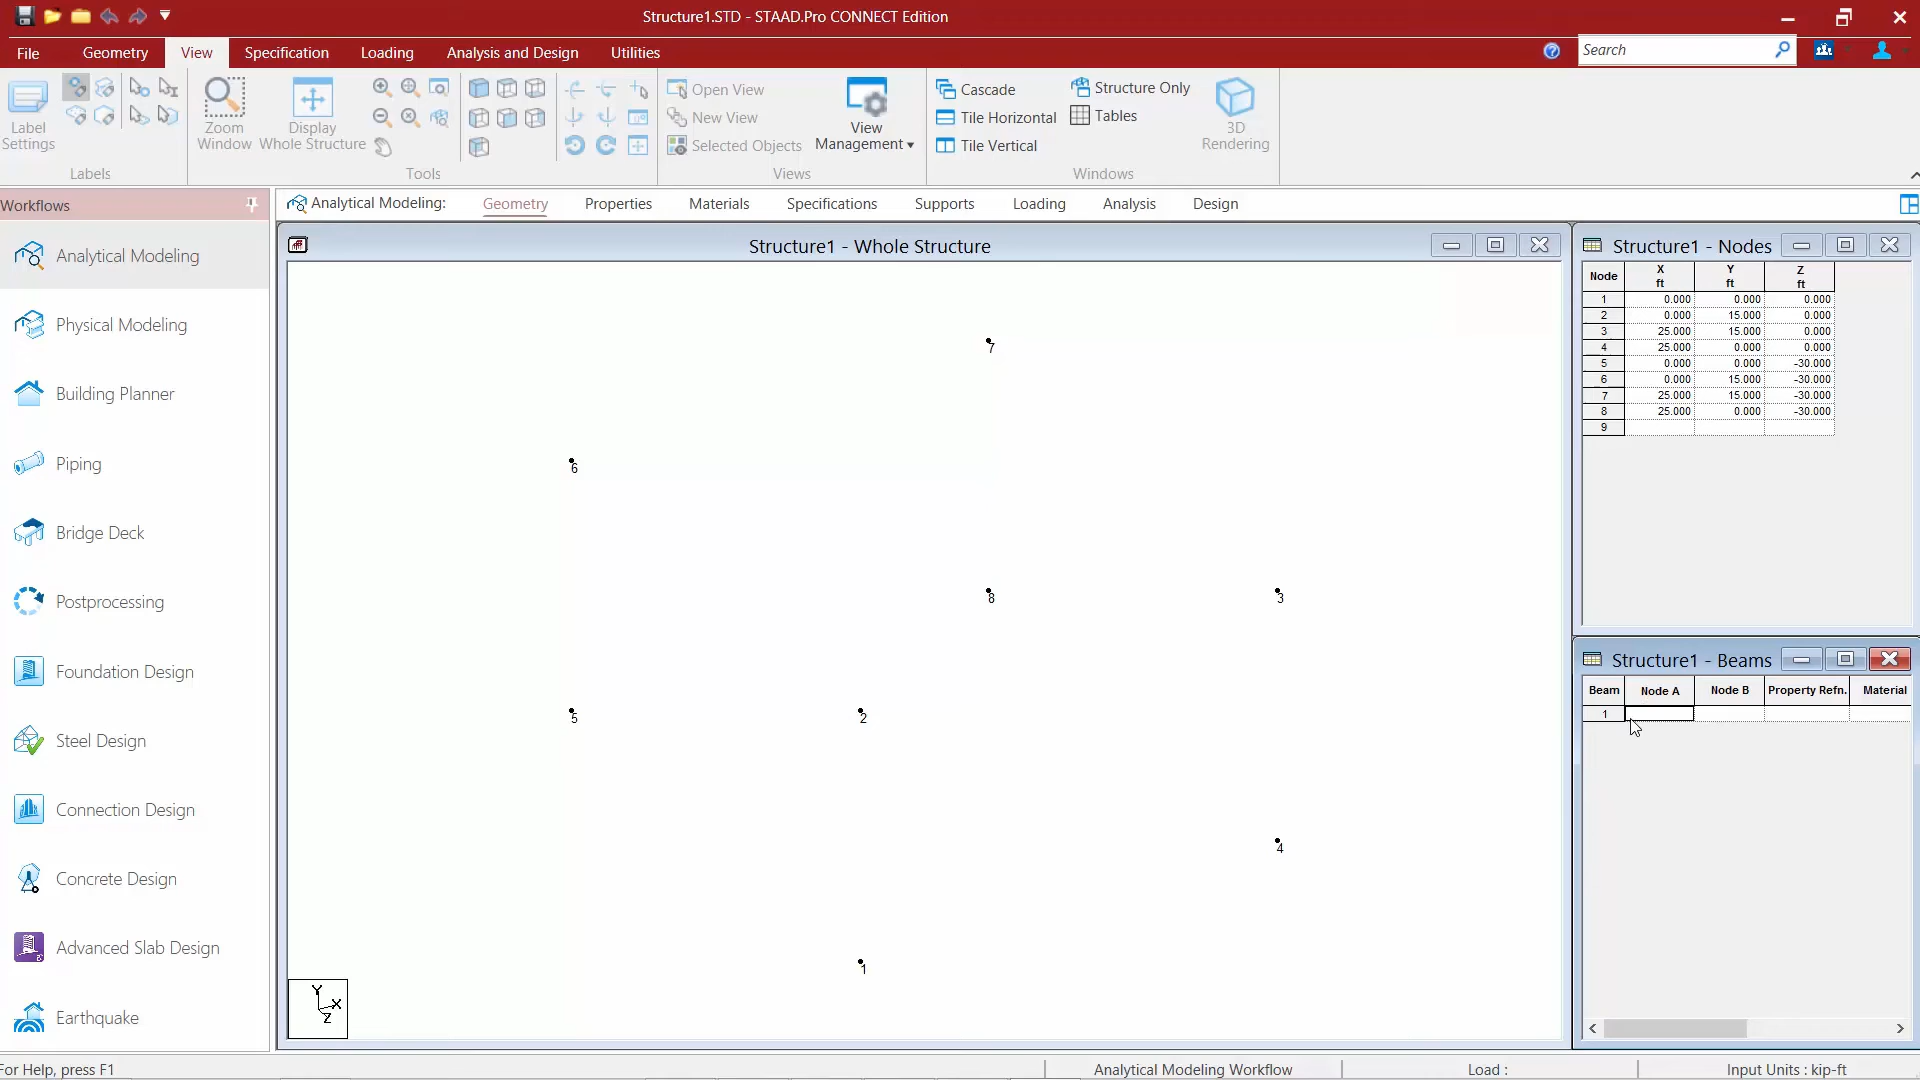 Structure1.STD - STAAD.Pro CONNECT Edition
File Geometry View Specification Loading Analysis and Design Utilities Search
Label Settings
Zoom Window
Display Whole Structure
Open View
New View
Selected Objects
View Management
Cascade
Tile Horizontal
Tile Vertical
Structure Only
Tables
3D Rendering
Labels Tools Views Windows
Workflows
Analytical Modeling
Physical Modeling
Building Planner
Piping
Bridge Deck
Postprocessing
Foundation Design
Steel Design
Connection Design
Concrete Design
Advanced Slab Design
Earthquake
Analytical Modeling: Geometry Properties Materials Specifications Supports Loading Analysis Design
Structure1 - Whole Structure
7
6
8
3
5
2
4
1
Y
X
Z
Structure1 - Nodes
Node X ft Y ft Z ft
1 0.000 0.000 0.000
2 0.000 15.000 0.000
3 25.000 15.000 0.000
4 25.000 0.000 0.000
5 0.000 0.000 -30.000
6 0.000 15.000 -30.000
7 25.000 15.000 -30.000
8 25.000 0.000 -30.000
9
Structure1 - Beams
Beam Node A Node B Property Refn. Material
1
For Help, press F1
Analytical Modeling Workflow
Load :
Input Units : kip-ft